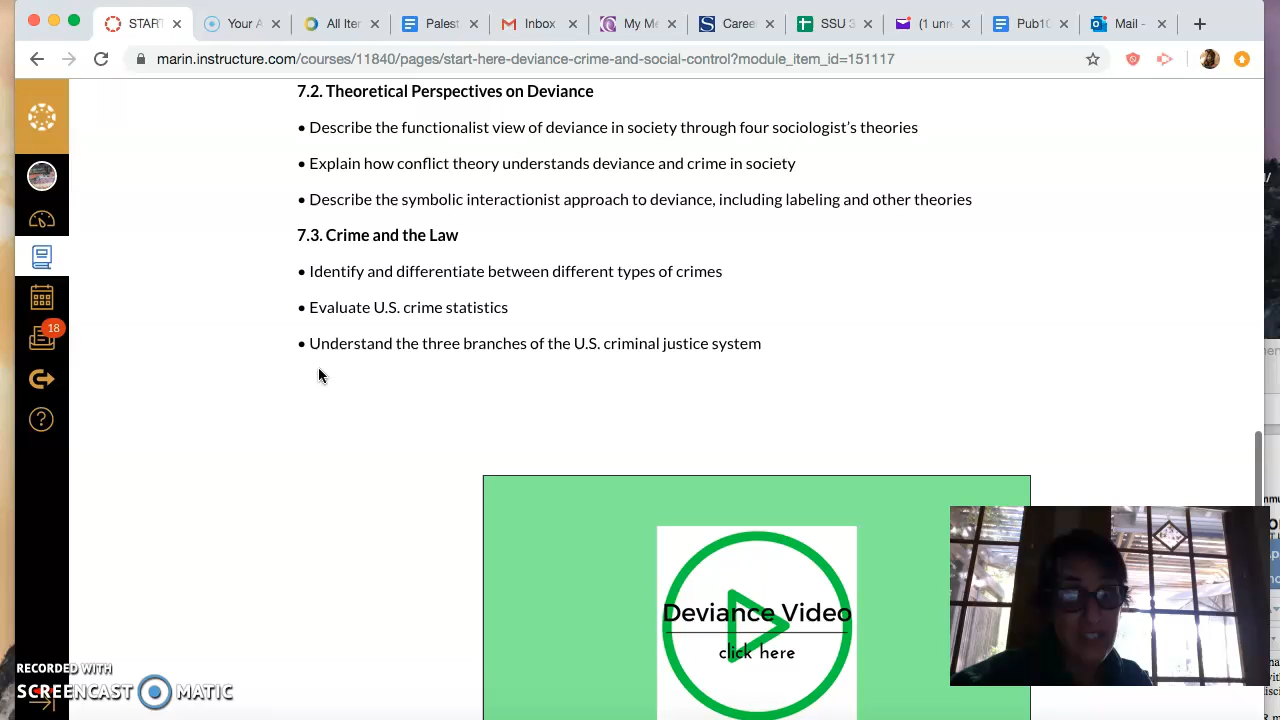 START
Your A
All Iter
Palest
Inbox
My Me
Caree
SSU 3
(1 unre
Pub10
Mail -
marin.instructure.com/courses/11840/pages/start-here-deviance-crime-and-social-control?module_item_id=151117
7.2. Theoretical Perspectives on Deviance
• Describe the functionalist view of deviance in society through four sociologist's theories
• Explain how conflict theory understands deviance and crime in society
• Describe the symbolic interactionist approach to deviance, including labeling and other theories
7.3. Crime and the Law
• Identify and differentiate between different types of crimes
• Evaluate U.S. crime statistics
• Understand the three branches of the U.S. criminal justice system
18
Deviance Video
click here
RECORDED WITH
SCREENCAST MATIC